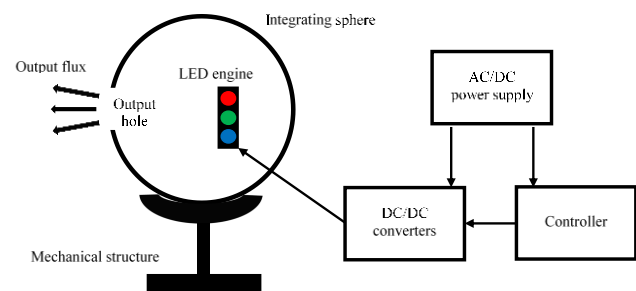 Integrating sphere
Output flux
LED engine
Output
hole
AC/DC
power supply
DC/DC
converters
Controller
Mechanical structure